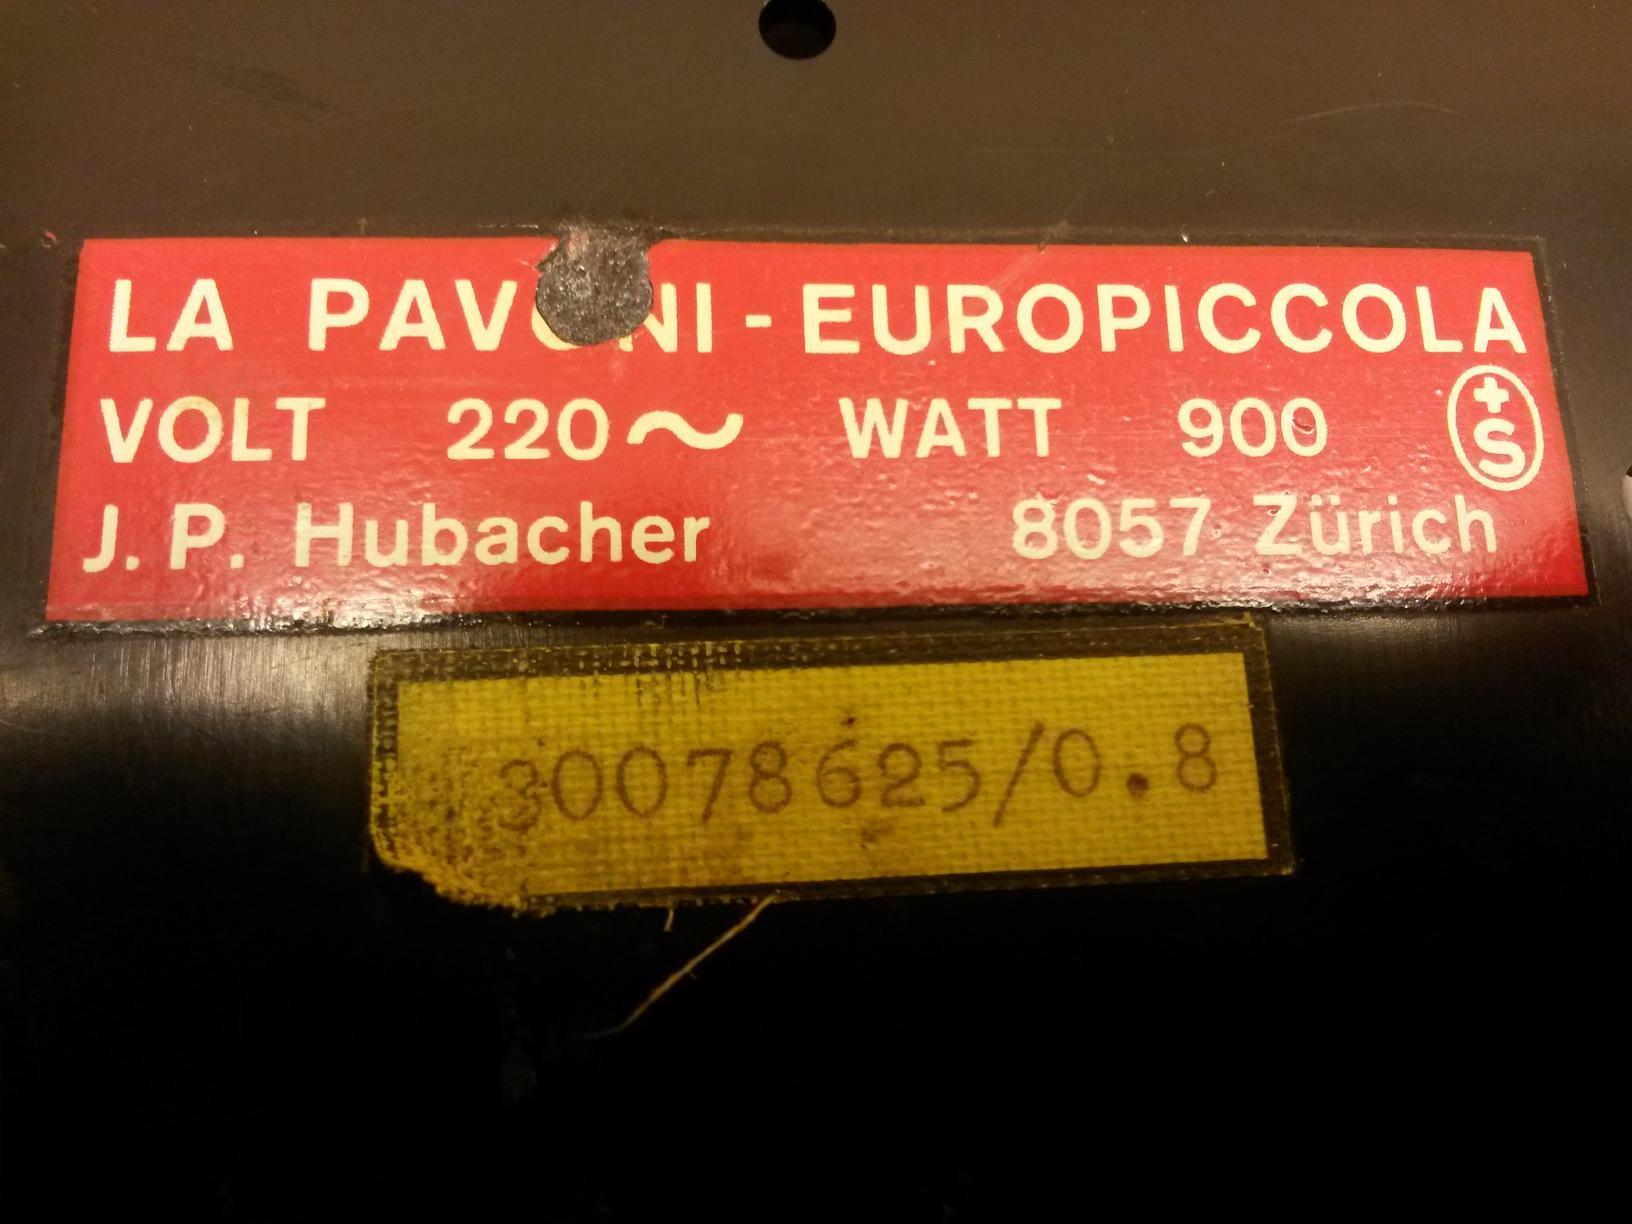 LA PAVONI - EUROPICCOLA
VOLT 220~ WATT 900
+S
J. P. Hubacher 8057 Zürich
30078625/0.8